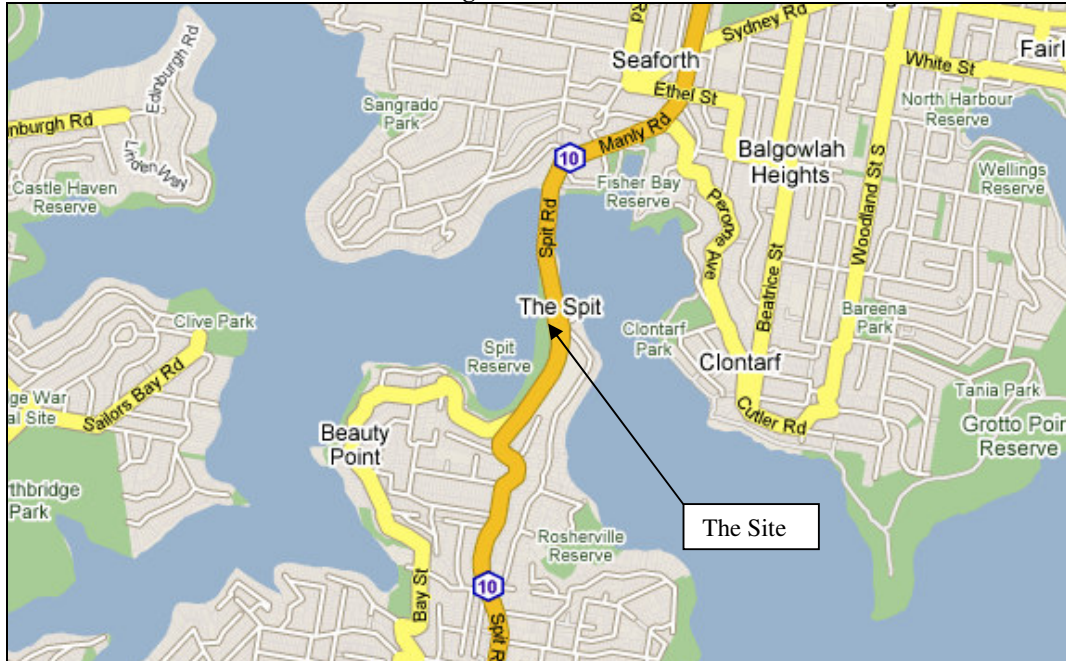 Rd
Sydney Rd
Seaforth
White St
Fairl
Edinburgh Rd
Ethel St
Sangrado
Park
North Harbour
Reserve
nburgh Rd
Manly Rd
Linden Way
10
Balgowlah
Heights
Wellings
Reserve
Castle Haven
Reserve
Fisher Bay
Reserve
Woodland St S
Peronne Ave
Spit Rd
Beatrice St
The Spit
Clive Park
Bareena
Park
Clontarf
Park
Spit
Reserve
Clontarf
Sailors Bay Rd
ge War
al Site
Tania Park
Cutler Rd
Grotto Poin
Reserve
Beauty
Point
rthbridge
Park
The Site
Rosherville
Reserve
10
Bay St
Spit R